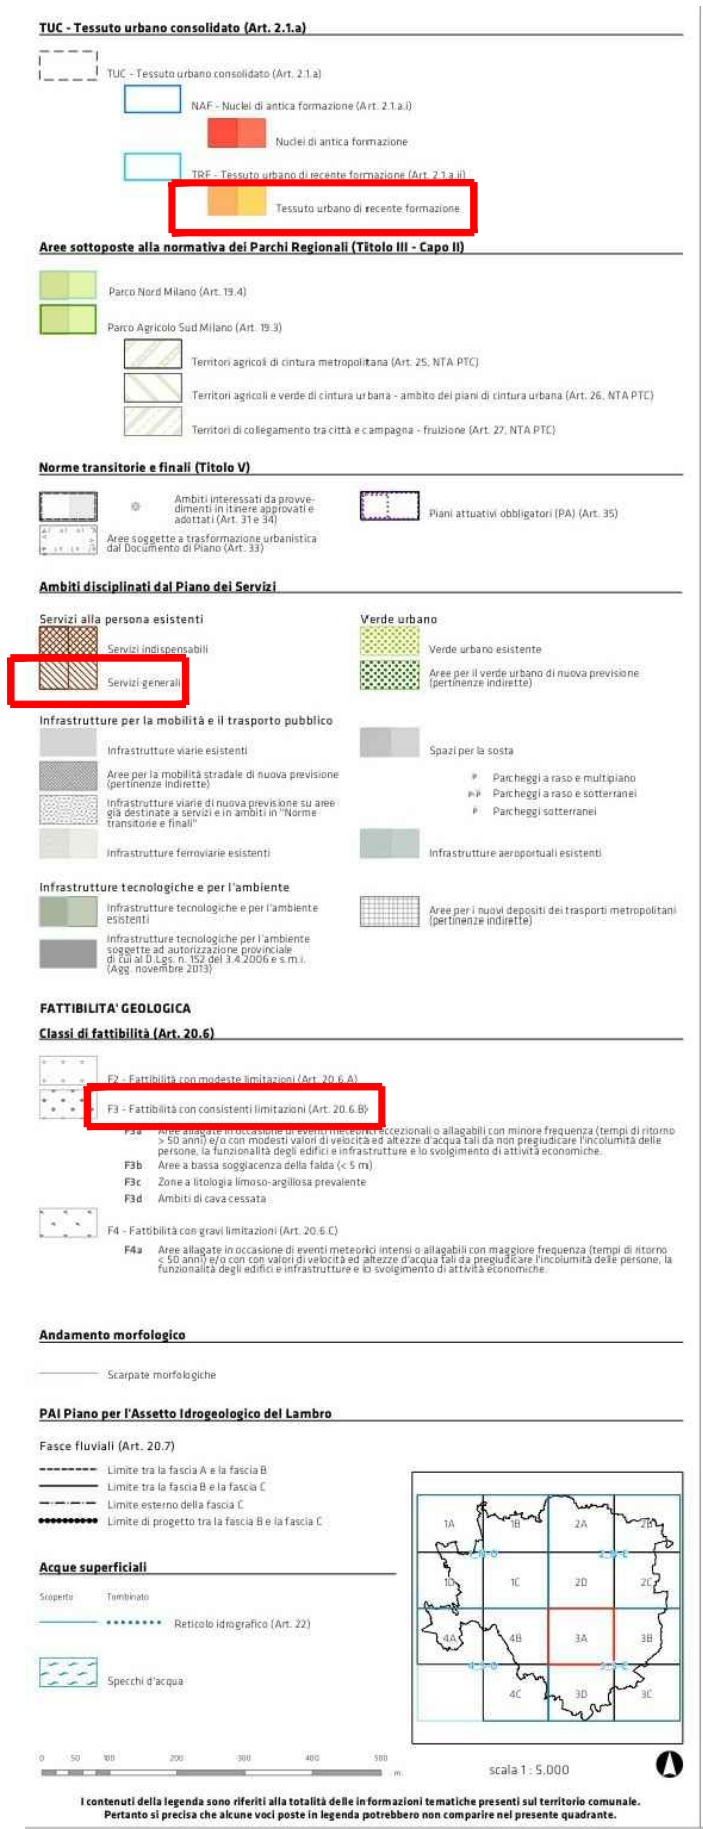 TUC - Tessuto urbano consolidato (Art. 2.1.a)
TUC - Tessuto urbano consolidato (Art. 2.1.a)
NAF - Nuclei di antica formazione (Art. 2.1.a.i)
Nuclei di antica formazione
TRF - Tessuto urbano di recente formazione (Art. 2.1.a.ii)
Tessuto urbano di recente formazione
Aree sottoposte alla normativa dei Parchi Regionali (Titolo III - Capo II)
Parco Nord Milano (Art. 19.4)
Parco Agricolo Sud Milano (Art. 19.3)
Territori agricoli di cintura metropolitana (Art. 25, NTA PTC)
Territori agricoli e verde di cintura urbana - ambito dei piani di cintura urbana (Art. 26, NTA PTC)
Territori di collegamento tra città e campagna - fruizione (Art. 27, NTA PTC)
Norme transitorie e finali (Titolo V)
Ambiti interessati da provve-
dimenti in itinere approvati e
adottati (Art. 31 e 34)
Piani attuativi obbligatori (PA) (Art. 35)
Aree soggette a trasformazione urbanistica
dal Documento di Piano (Art. 33)
Ambiti disciplinati dal Piano dei Servizi
Servizi alla persona esistenti
Verde urbano
Servizi indispensabili
Verde urbano esistente
Servizi generali
Aree per il verde urbano di nuova previsione
(pertinenze indirette)
Infrastrutture per la mobilità e il trasporto pubblico
Infrastrutture viarie esistenti
Spazi per la sosta
Aree per la mobilità stradale di nuova previsione
(pertinenze indirette)
P Parcheggi a raso e multipiano
P-P Parcheggi a raso e sotterranei
P Parcheggi sotterranei
Infrastrutture viarie di nuova previsione su aree
già destinate a servizi e in ambiti in "Norme
transitorie e finali"
Infrastrutture ferroviarie esistenti
Infrastrutture aeroportuali esistenti
Infrastrutture tecnologiche e per l'ambiente
Infrastrutture tecnologiche e per l'ambiente
esistenti
Aree per i nuovi depositi dei trasporti metropolitani
(pertinenze indirette)
Infrastrutture tecnologiche per l'ambiente
soggette ad autorizzazione provinciale
di cui al D.Lgs. n. 152 del 3.4.2006 e s.m.i.
(Agg. novembre 2013)
FATTIBILITA' GEOLOGICA
Classi di fattibilità (Art. 20.6)
F2 - Fattibilità con modeste limitazioni (Art. 20.6.A)
F3 - Fattibilità con consistenti limitazioni (Art. 20.6.B)
F3a Aree allagate in occasione di eventi meteorici eccezionali o allagabili con minore frequenza (tempi di ritorno
> 50 anni) e/o con modesti valori di velocità ed altezze d'acqua tali da non pregiudicare l'incolumità delle
persone, la funzionalità degli edifici e infrastrutture e lo svolgimento di attività economiche.
F3b Aree a bassa soggiacenza della falda (< 5 m)
F3c Zone a litologia limoso-argillosa prevalente
F3d Ambiti di cava cessata
F4 - Fattibilità con gravi limitazioni (Art. 20.6.C)
F4a Aree allagate in occasione di eventi meteorici intensi o allagabili con maggiore frequenza (tempi di ritorno
< 50 anni) e/o con con valori di velocità ed altezze d'acqua tali da pregiudicare l'incolumità delle persone, la
funzionalità degli edifici e infrastrutture e lo svolgimento di attività economiche.
Andamento morfologico
Scarpate morfologiche
PAI Piano per l'Assetto Idrogeologico del Lambro
Fasce fluviali (Art. 20.7)
Limite tra la fascia A e la fascia B
Limite tra la fascia B e la fascia C
Limite esterno della fascia C
Limite di progetto tra la fascia B e la fascia C
1A 1B 2A 2B
1D 1C 2D 2C
4A 4B 3A 3B
4C 3D 3C
Acque superficiali
Scoperto Tombinato
Reticolo idrografico (Art. 22)
Specchi d'acqua
0 50 100 200 300 400 500
m
scala 1 : 5.000
I contenuti della legenda sono riferiti alla totalità delle informazioni tematiche presenti sul territorio comunale.
Pertanto si precisa che alcune voci poste in legenda potrebbero non comparire nel presente quadrante.